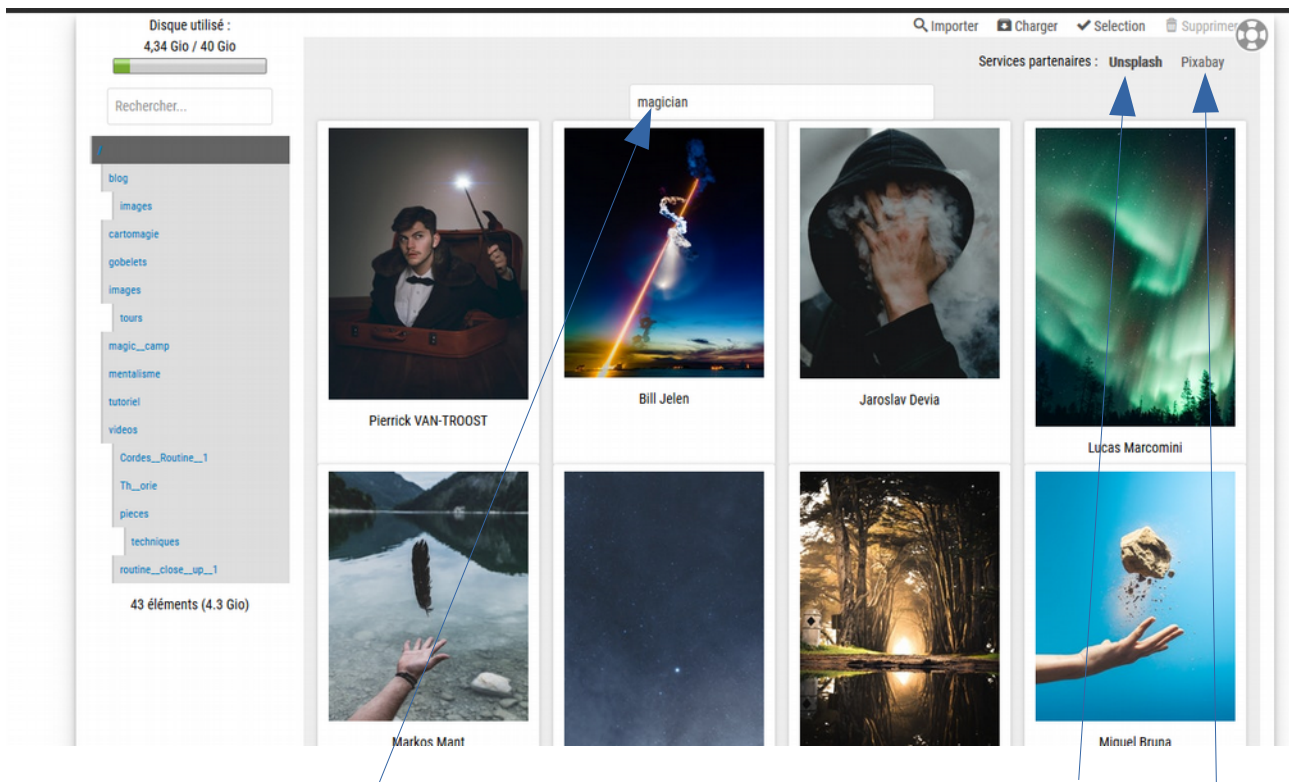 Disque utilisé :
4,34 Gio / 40 Gio
Rechercher...
/
blog
images
cartomagie
gobelets
images
tours
magic__camp
mentalisme
tutoriel
videos
Cordes__Routine__1
Th__orie
pieces
techniques
routine__close__up__1
43 éléments (4.3 Gio)
Importer Charger Selection Supprimer
Services partenaires : Unsplash Pixabay
magician
Pierrick VAN-TROOST
Bill Jelen
Jaroslav Devia
Lucas Marcomini
Markos Mant
Miguel Bruna